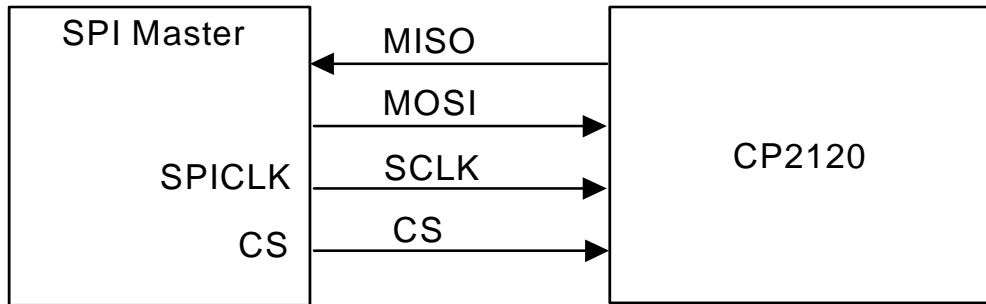 SPI Master
MISO
MOSI
CP2120
SPICLK
SCLK
CS
CS